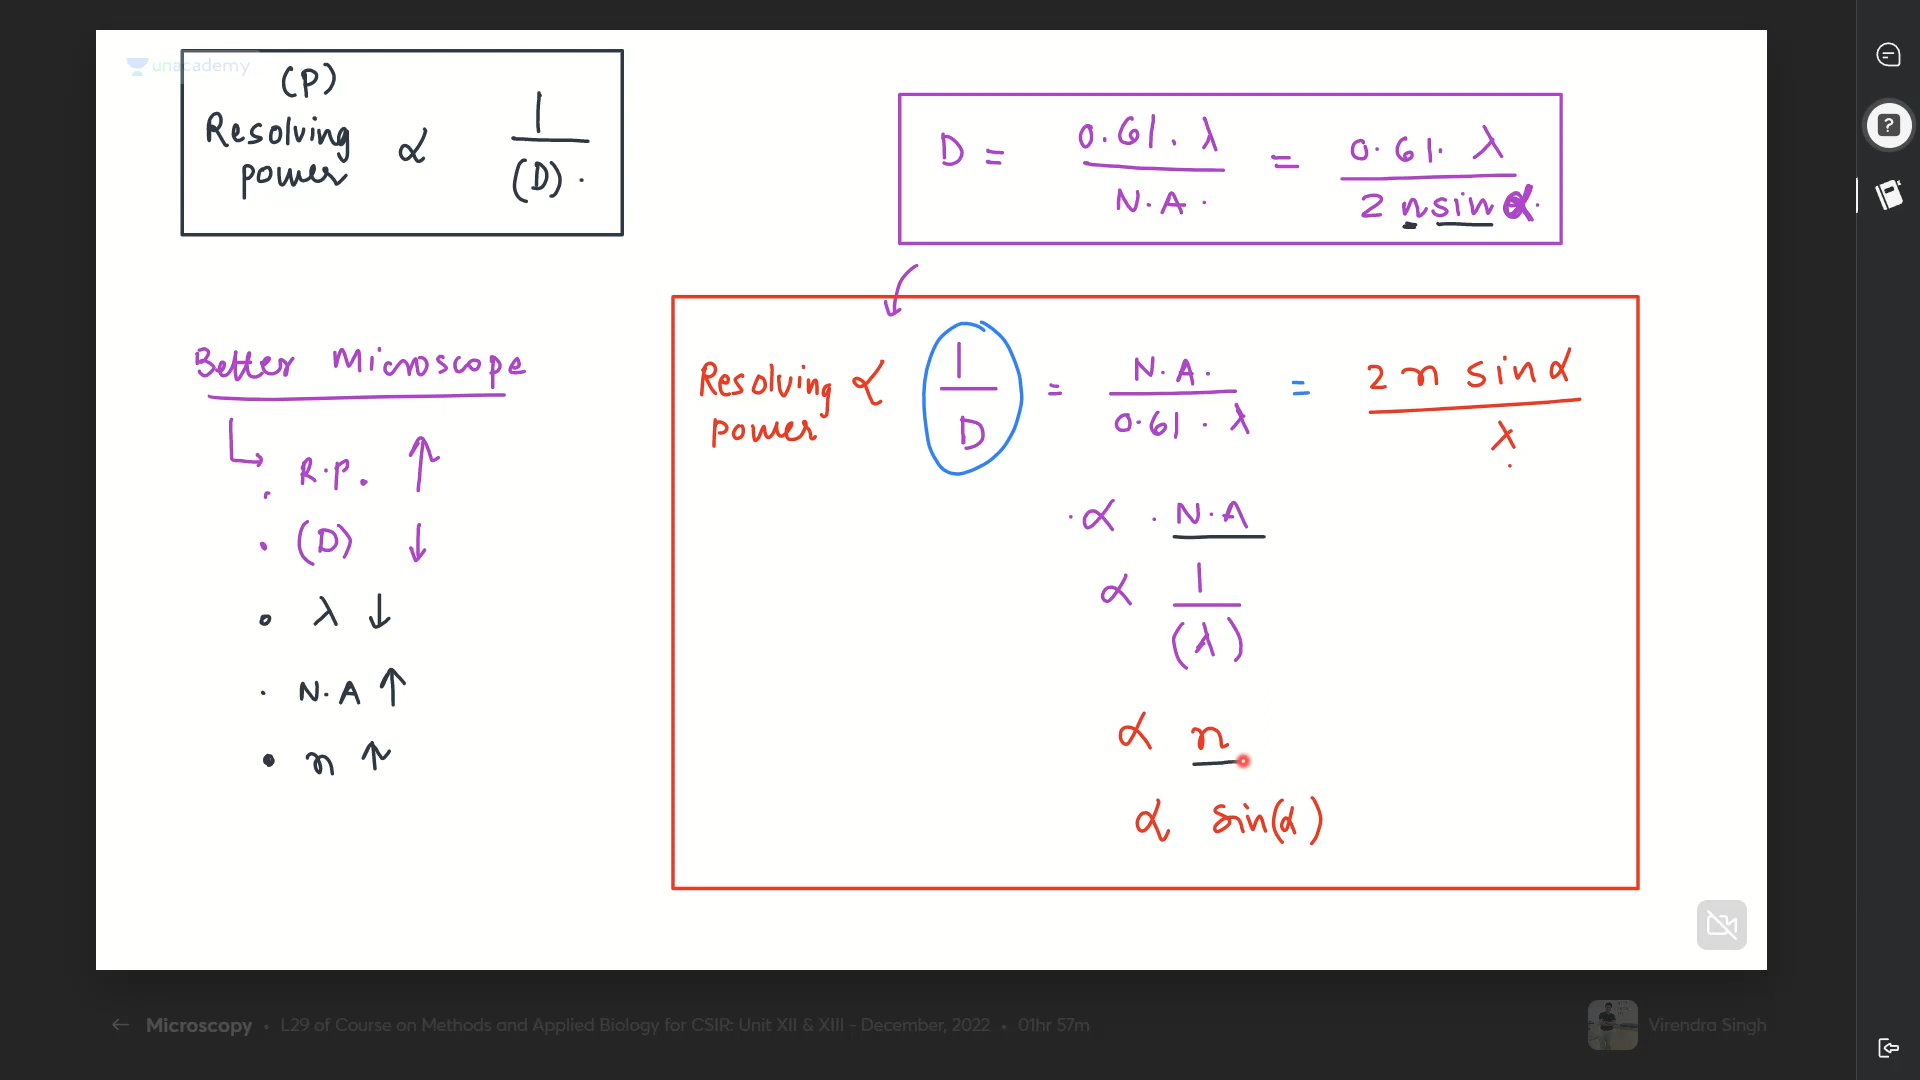 unacademy
(P)
Resolving power ∝ 1/(D).
D = 0.61.λ/N.A. = 0.61.λ/2 n sin α.
Better Microscope
• R.P. ↑
• (D) ↓
• λ ↓
• N.A ↑
• n ↑
Resolving power ∝ 1/D = N.A./0.61.λ = 2 n sin α/λ
∝ N.A
∝ 1/(λ)
∝ n
∝ sin(α)
← Microscopy • L29 of Course on Methods and Applied Biology for CSIR: Unit XII & XIII - December, 2022 • 01hr 57m
Virendra Singh